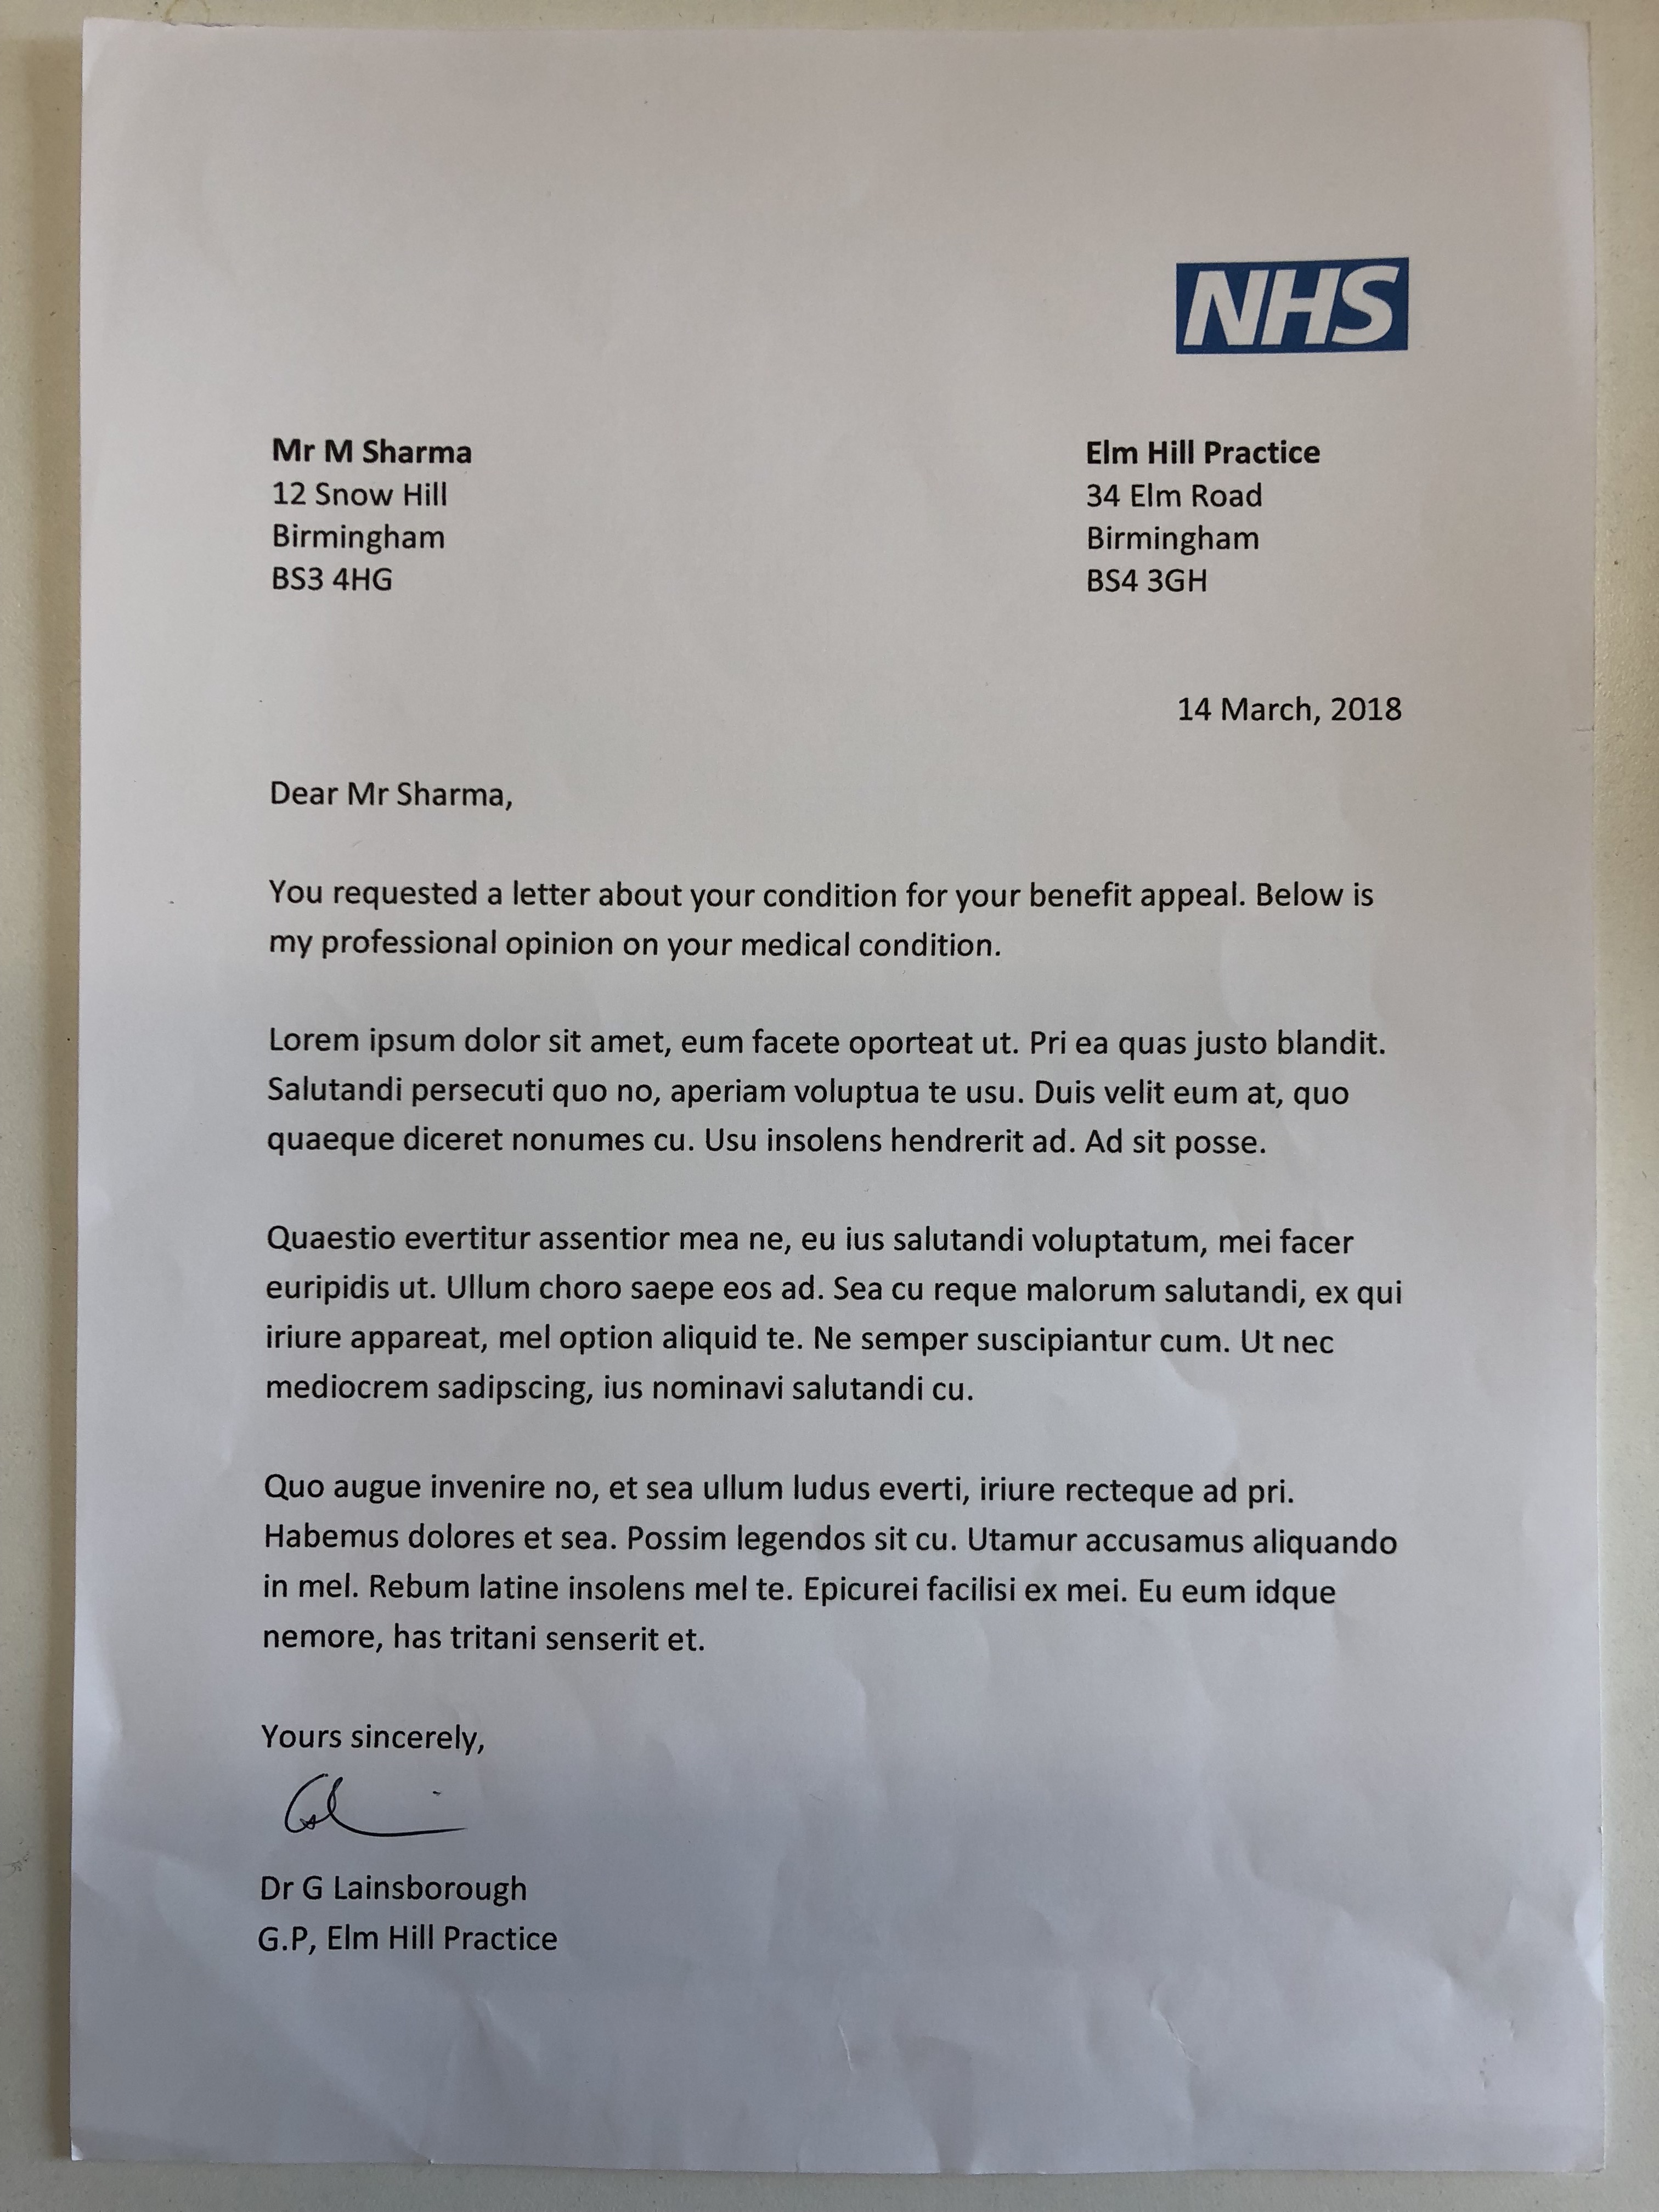 NHS
Mr M Sharma
12 Snow Hill
Birmingham
BS3 4HG
Elm Hill Practice
34 Elm Road
Birmingham
BS4 3GH
14 March, 2018
Dear Mr Sharma,
You requested a letter about your condition for your benefit appeal. Below is
my professional opinion on your medical condition.
Lorem ipsum dolor sit amet, eum facete oporteat ut. Pri ea quas justo blandit.
Salutandi persecuti quo no, aperiam voluptua te usu. Duis velit eum at, quo
quaeque diceret nonumes cu. Usu insolens hendrerit ad. Ad sit posse.
Quaestio evertitur assentior mea ne, eu ius salutandi voluptatum, mei facer
euripidis ut. Ullum choro saepe eos ad. Sea cu reque malorum salutandi, ex qui
iriure appareat, mel option aliquid te. Ne semper suscipiantur cum. Ut nec
mediocrem sadipscing, ius nominavi salutandi cu.
Quo augue invenire no, et sea ullum ludus everti, iriure recteque ad pri.
Habemus dolores et sea. Possim legendos sit cu. Utamur accusamus aliquando
in mel. Rebum latine insolens mel te. Epicurei facilisi ex mei. Eu eum idque
nemore, has tritani senserit et.
Yours sincerely,
Dr G Lainsborough
G.P, Elm Hill Practice